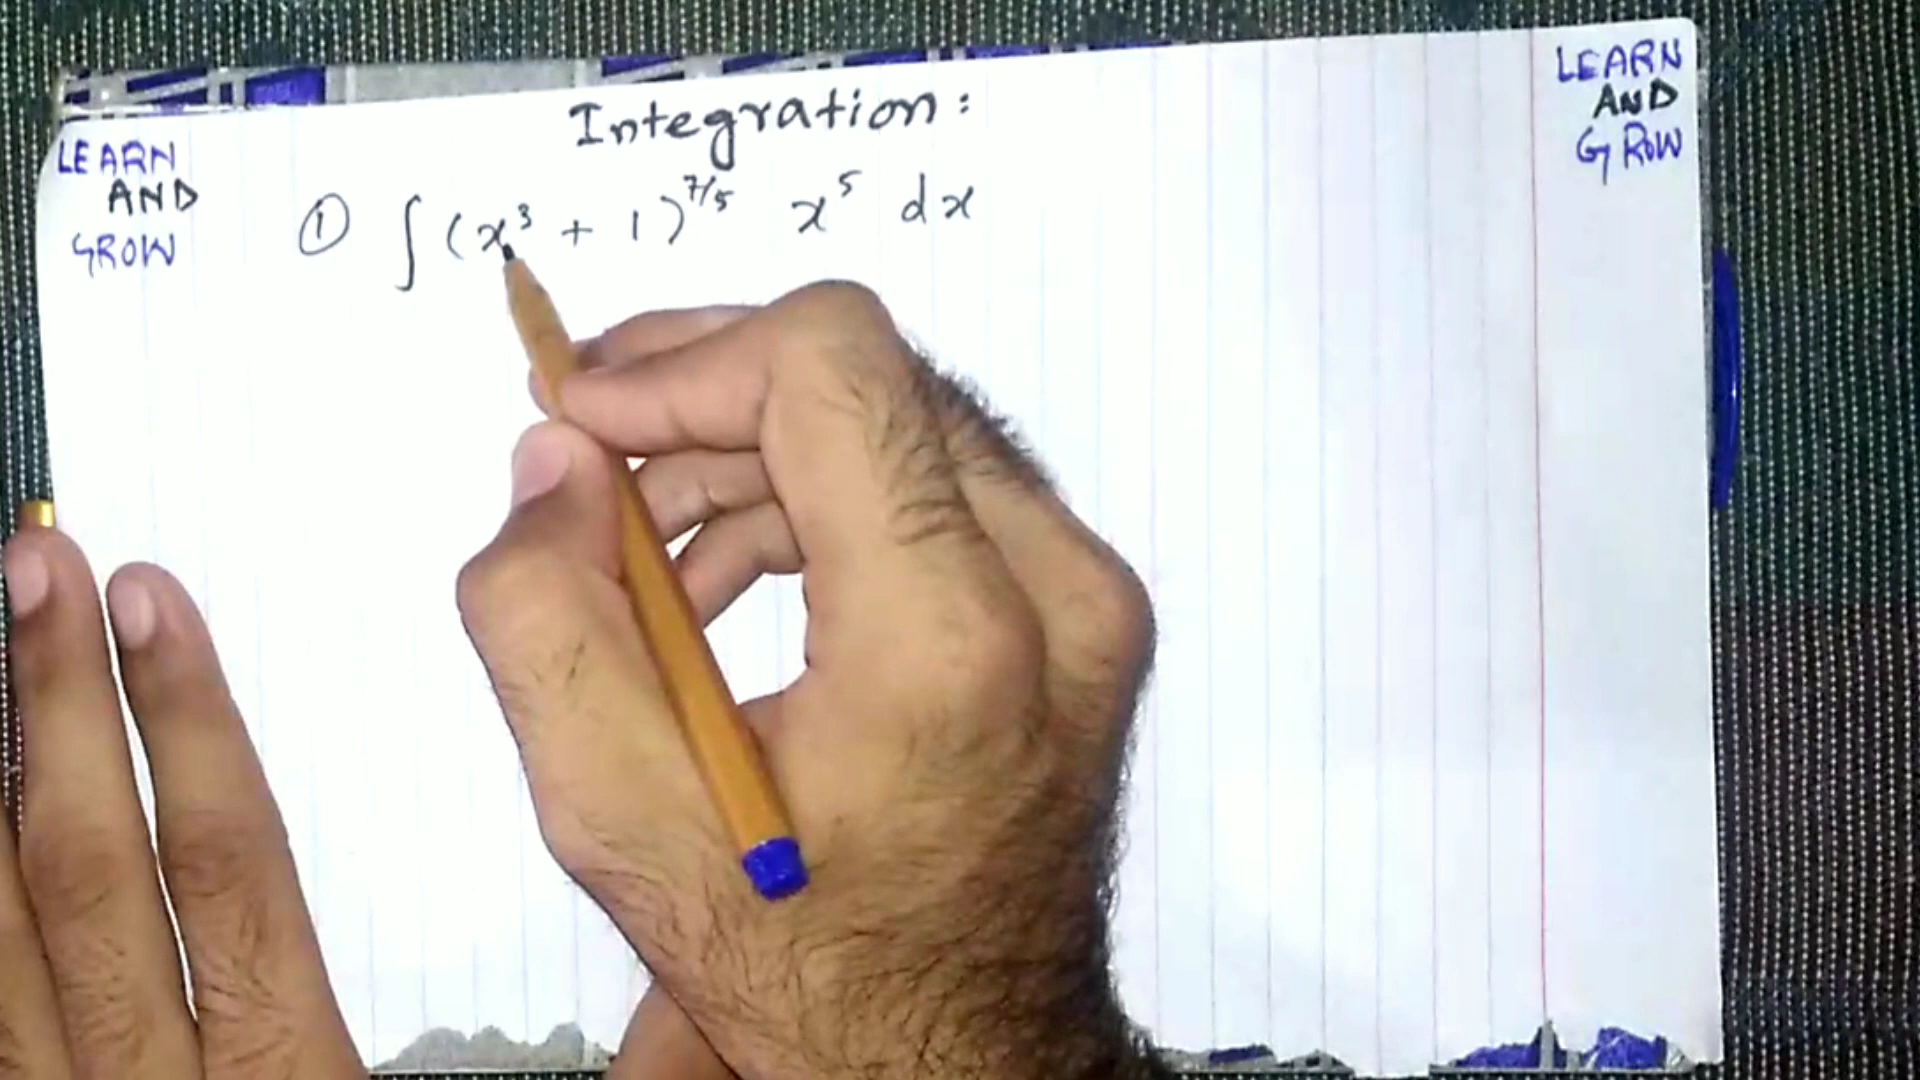 Integration:
LEARN
AND
GROW
LEARN
AND
GROW
① ∫ (x³ + 1)^7/5 x⁵ dx